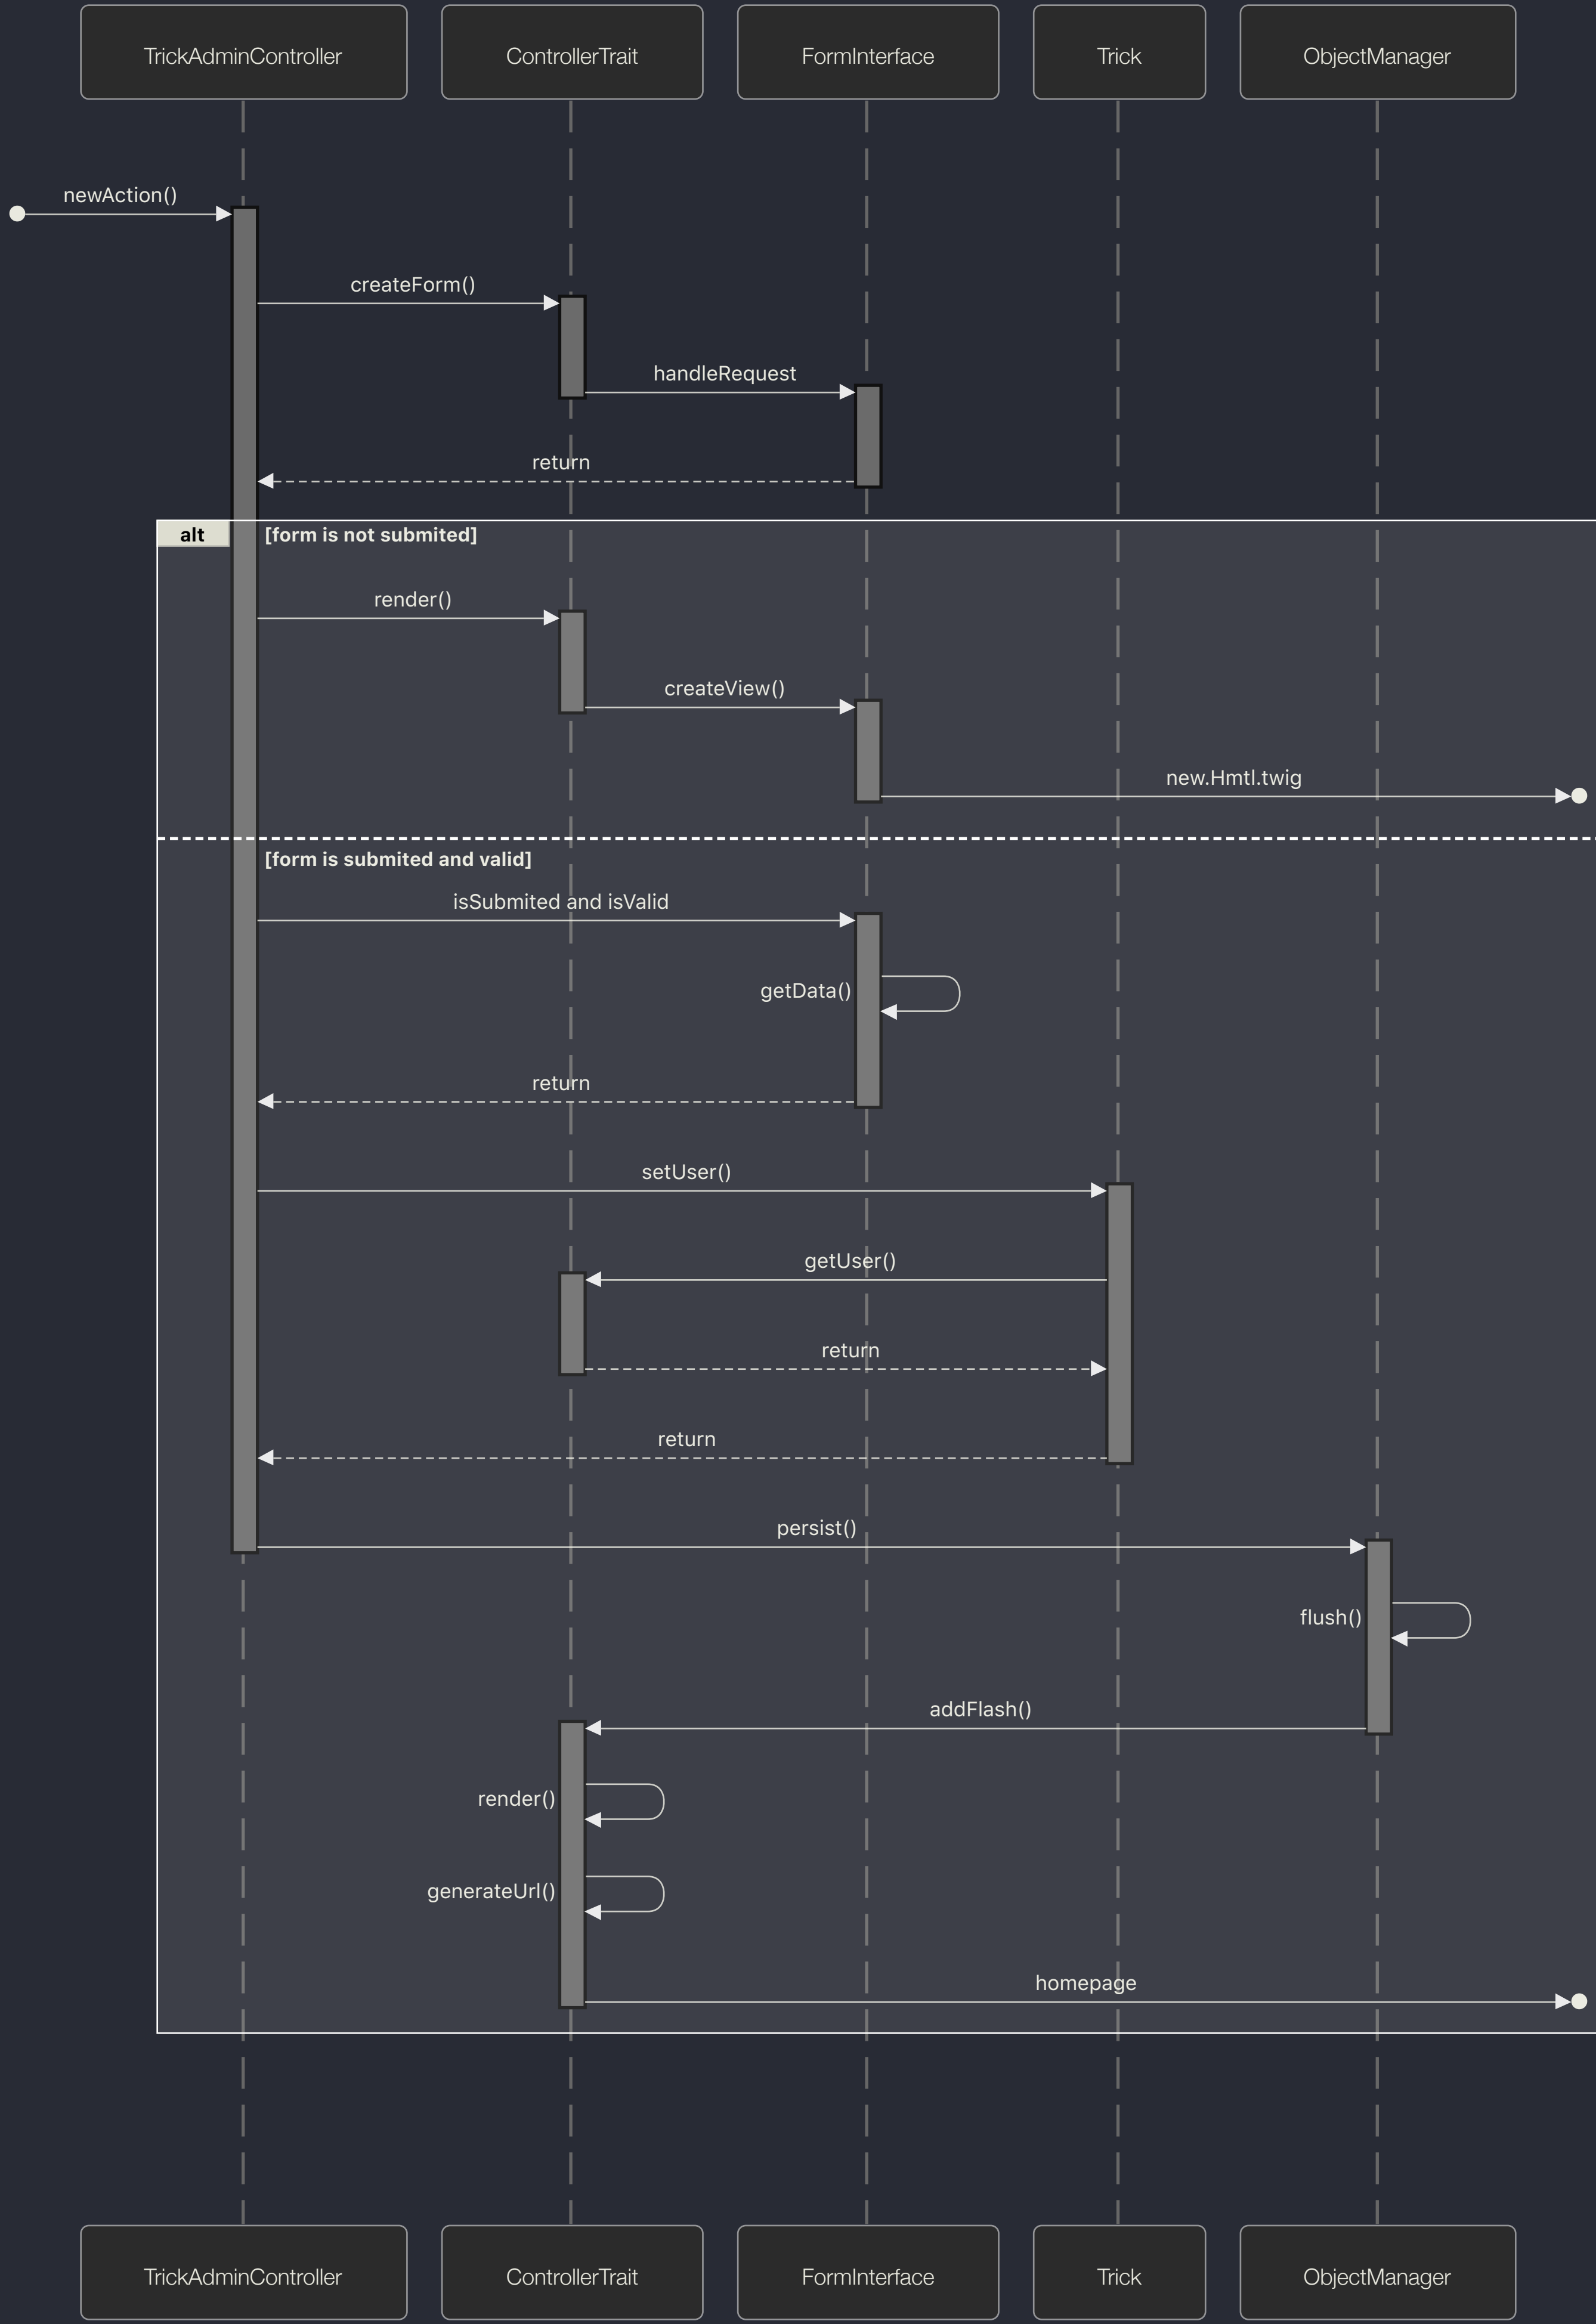 TrickAdminController
ControllerTrait
FormInterface
Trick
ObjectManager
newAction()
createForm()
handleRequest
return
alt
[form is not submited]
render()
createView()
new.Hmtl.twig
[form is submited and valid]
isSubmited and isValid
getData()
return
setUser()
getUser()
return
return
persist()
flush()
addFlash()
render()
generateUrl()
homepage
TrickAdminController
ControllerTrait
FormInterface
Trick
ObjectManager